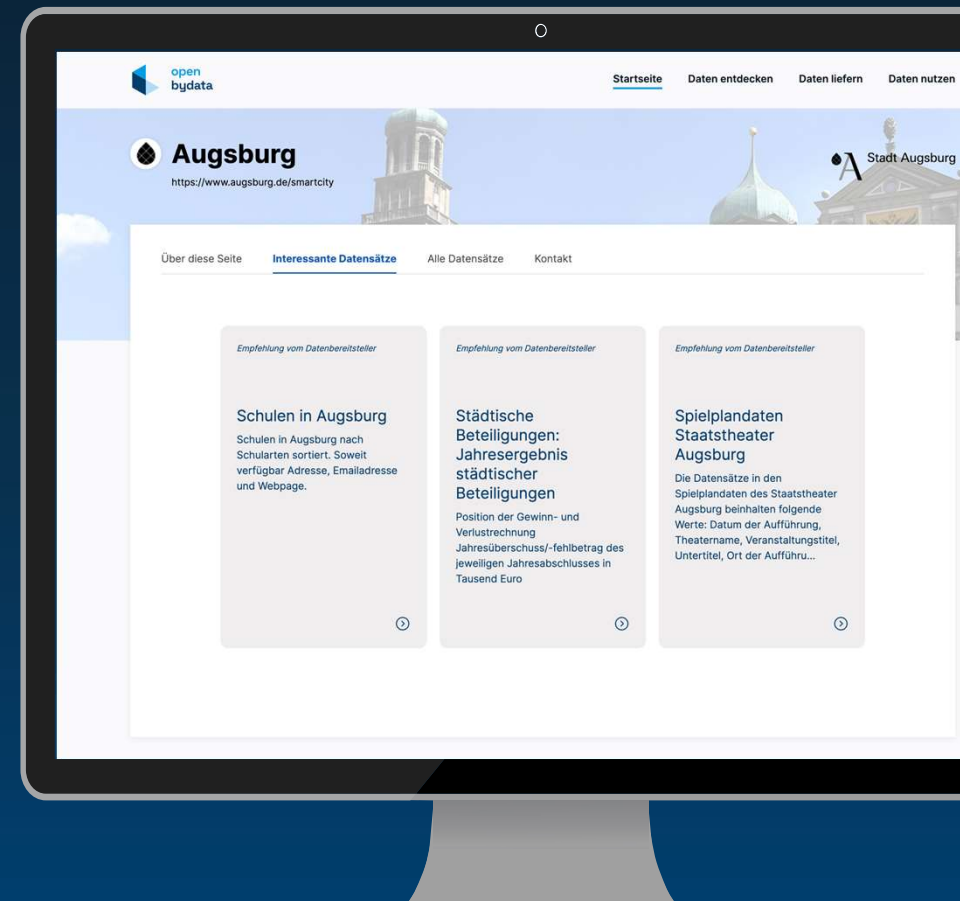 open
bydata
Startseite Daten entdecken Daten liefern Daten nutzen
Augsburg
https://www.augsburg.de/smartcity
Stadt Augsburg
Über diese Seite Interessante Datensätze Alle Datensätze Kontakt
Empfehlung vom Datenbereitsteller
Schulen in Augsburg
Schulen in Augsburg nach
Schularten sortiert. Soweit
verfügbar Adresse, Emailadresse
und Webpage.
Empfehlung vom Datenbereitsteller
Städtische
Beteiligungen:
Jahresergebnis
städtischer
Beteiligungen
Position der Gewinn- und
Verlustrechnung
Jahresüberschuss/-fehlbetrag des
jeweiligen Jahresabschlusses in
Tausend Euro
Empfehlung vom Datenbereitsteller
Spielplandaten
Staatstheater
Augsburg
Die Datensätze in den
Spielplandaten des Staatstheater
Augsburg beinhalten folgende
Werte: Datum der Aufführung,
Theatername, Veranstaltungstitel,
Untertitel, Ort der Aufführu...